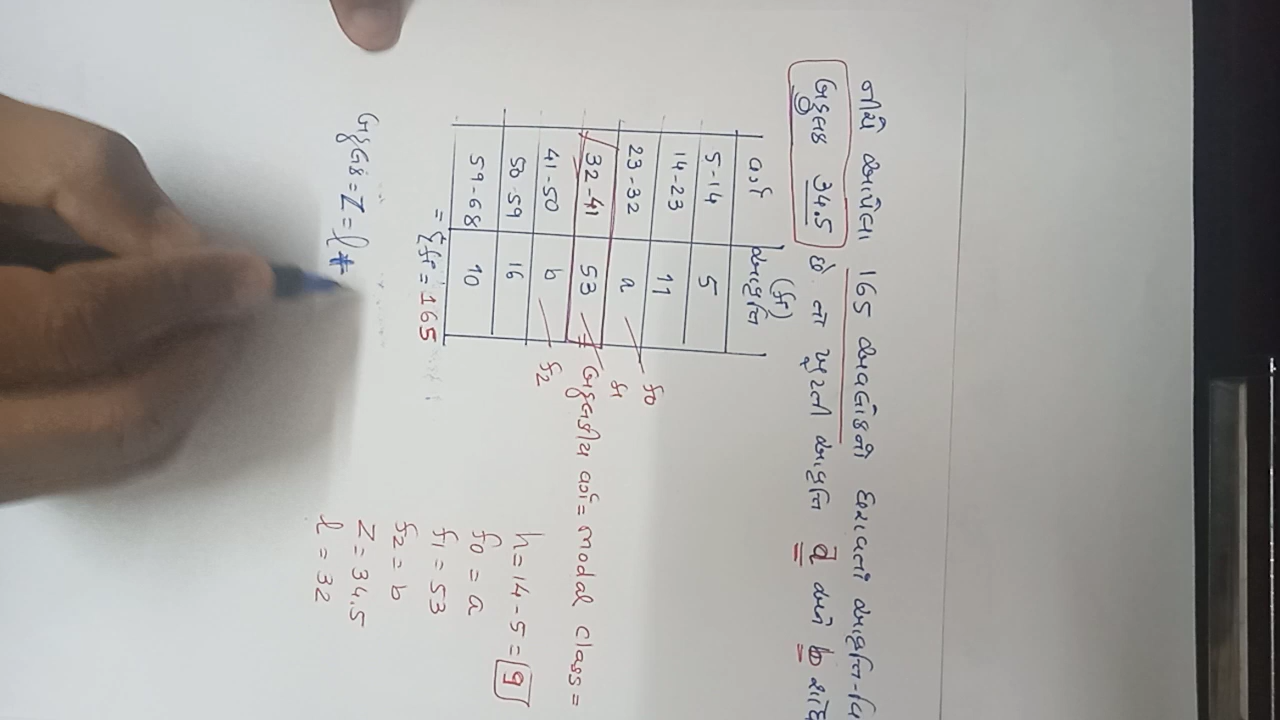 નીચે આપેલા 165 અવલોકનો ધરાવતા આવૃત્તિ-વિ
બહુલક 34.5 છે તો ખૂટતી આવૃત્તિ a અને b શોધ
વર્ગ આવૃત્તિ (fi)
5-14 5
14-23 11
23-32 a f0
32-41 53 f1 બહુલકીય વર્ગ = modal class =
41-50 b f2
50-59 16
59-68 10
= Σfi = 165
h = 14 - 5 = 9
f0 = a
f1 = 53
f2 = b
Z = 34.5
l = 32
બહુલક = Z = l +